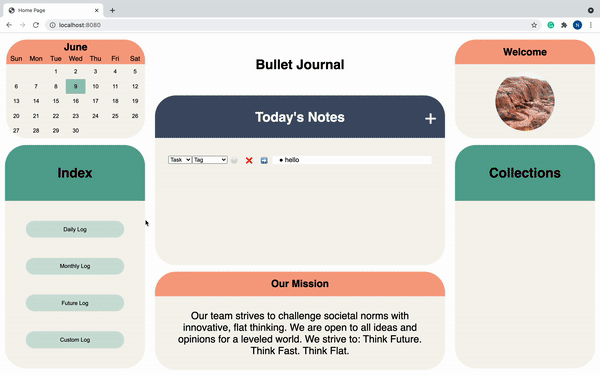 Home Page
localhost:8080
N
June
Sun Mon Tue Wed Thu Fri Sat
1 2 3 4 5
6 7 8 9 10 11 12
13 14 15 16 17 18 19
20 21 22 23 24 25 26
27 28 29 30
Index
Daily Log
Monthly Log
Future Log
Custom Log
Bullet Journal
Today's Notes +
Task Tag • hello
Our Mission
Our team strives to challenge societal norms with
innovative, flat thinking. We are open to all ideas and
opinions for a leveled world. We strive to: Think Future.
Think Fast. Think Flat.
Welcome
Collections